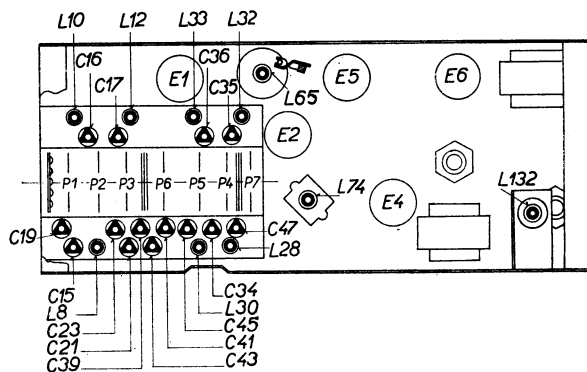 L10 L12 L33 L32
C16 C36
C17 C35
E1 E5 E6
L65
E2
P1 P2 P3 P6 P5 P4 P7
L74
E4
L132
C19 C47
L28
C15 C34
L8 L30
C23 C45
C21 C41
C39 C43